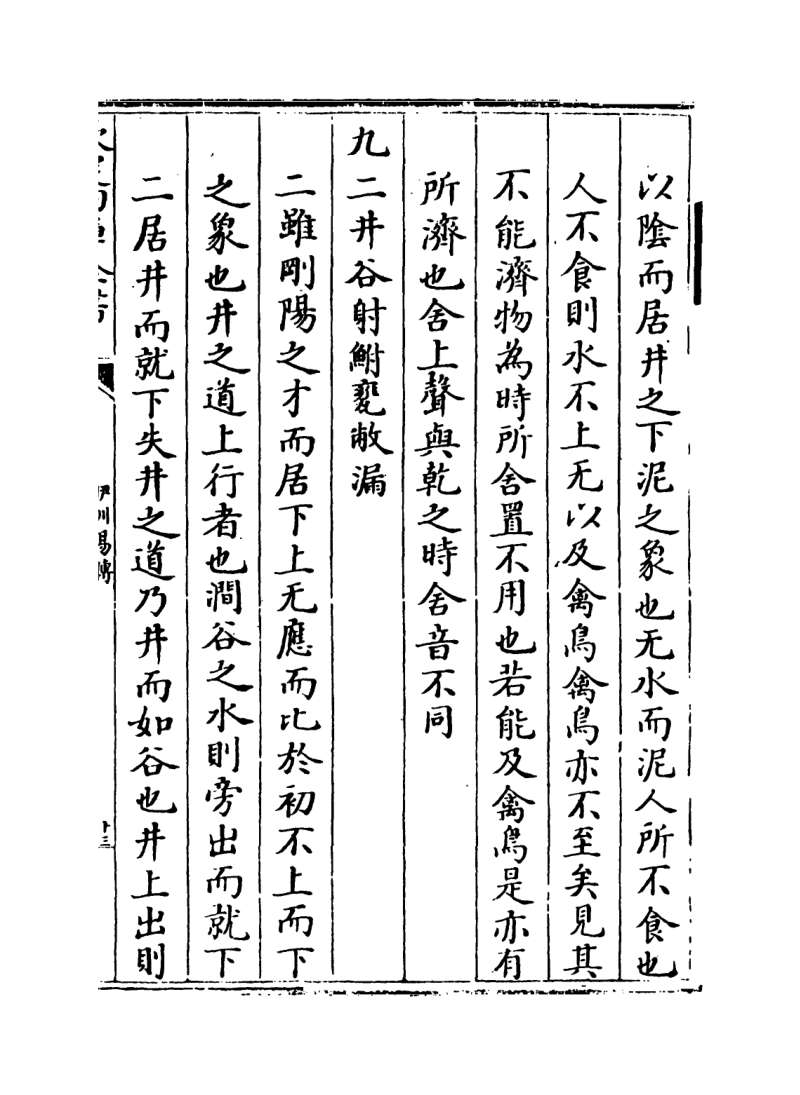 以陰而居井之下泥之象也无水而泥人所不食也
人不食則水不上无以及禽鳥禽鳥亦不至矣見其
不能濟物為時所舍置不用也若能及禽鳥是亦有
所濟也舍上聲與乾之時舍音不同
九二井谷射鮒甕敝漏
二雖剛陽之才而居下上无應而比於初不上而下
之象也井之道上行者也澗谷之水則旁出而就下
二居井而就下失井之道乃井而如谷也井上出則
伊川易傳
十三